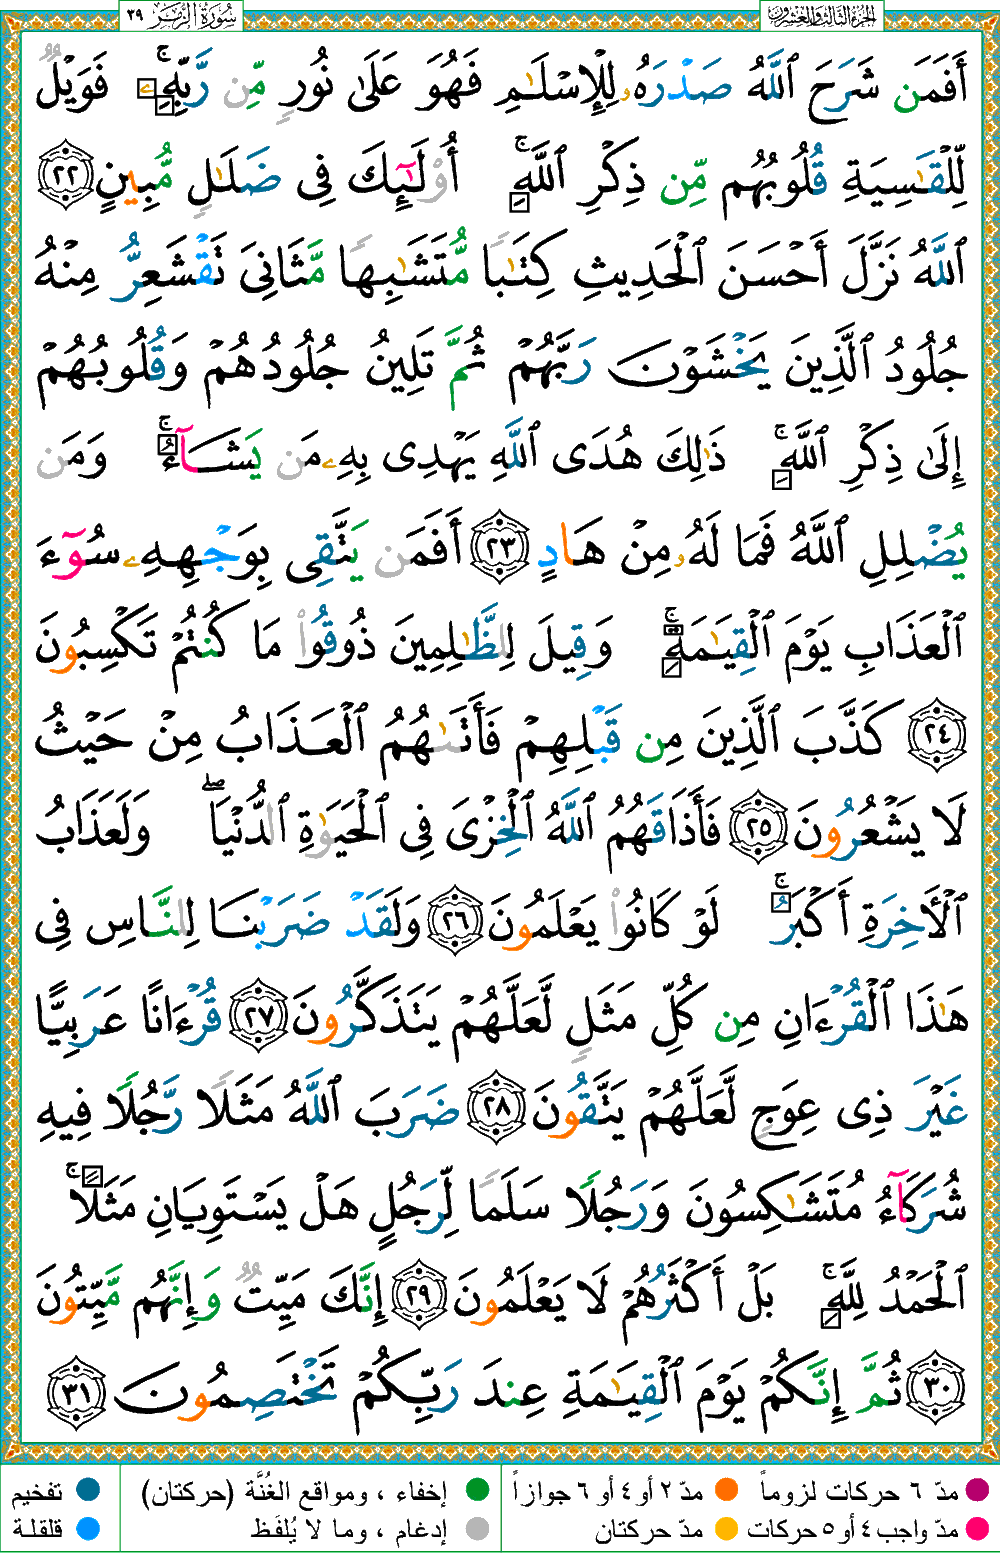 الجزء الثالث والعشرون
سورة الزمر ٣٩
أَفَمَن شَرَحَ ٱللَّهُ صَدْرَهُۥ لِلْإِسْلَٰمِ فَهُوَ عَلَىٰ نُورٍ مِّن رَّبِّهِۦ ۚ فَوَيْلٌ
لِّلْقَٰسِيَةِ قُلُوبُهُم مِّن ذِكْرِ ٱللَّهِ ۚ أُو۟لَٰٓئِكَ فِى ضَلَٰلٍ مُّبِينٍ ٢٢
ٱللَّهُ نَزَّلَ أَحْسَنَ ٱلْحَدِيثِ كِتَٰبًا مُّتَشَٰبِهًا مَّثَانِىَ تَقْشَعِرُّ مِنْهُ
جُلُودُ ٱلَّذِينَ يَخْشَوْنَ رَبَّهُمْ ثُمَّ تَلِينُ جُلُودُهُمْ وَقُلُوبُهُمْ
إِلَىٰ ذِكْرِ ٱللَّهِ ۚ ذَٰلِكَ هُدَى ٱللَّهِ يَهْدِى بِهِۦ مَن يَشَآءُ ۚ وَمَن
يُضْلِلِ ٱللَّهُ فَمَا لَهُۥ مِنْ هَادٍ ٢٣ أَفَمَن يَتَّقِى بِوَجْهِهِۦ سُوٓءَ
ٱلْعَذَابِ يَوْمَ ٱلْقِيَٰمَةِ ۚ وَقِيلَ لِلظَّٰلِمِينَ ذُوقُوا۟ مَا كُنتُمْ تَكْسِبُونَ
٢٤ كَذَّبَ ٱلَّذِينَ مِن قَبْلِهِمْ فَأَتَىٰهُمُ ٱلْعَذَابُ مِنْ حَيْثُ
لَا يَشْعُرُونَ ٢٥ فَأَذَاقَهُمُ ٱللَّهُ ٱلْخِزْىَ فِى ٱلْحَيَوٰةِ ٱلدُّنْيَا ۖ وَلَعَذَابُ
ٱلْءَاخِرَةِ أَكْبَرُ ۚ لَوْ كَانُوا۟ يَعْلَمُونَ ٢٦ وَلَقَدْ ضَرَبْنَا لِلنَّاسِ فِى
هَٰذَا ٱلْقُرْءَانِ مِن كُلِّ مَثَلٍ لَّعَلَّهُمْ يَتَذَكَّرُونَ ٢٧ قُرْءَانًا عَرَبِيًّا
غَيْرَ ذِى عِوَجٍ لَّعَلَّهُمْ يَتَّقُونَ ٢٨ ضَرَبَ ٱللَّهُ مَثَلًا رَّجُلًا فِيهِ
شُرَكَآءُ مُتَشَٰكِسُونَ وَرَجُلًا سَلَمًا لِّرَجُلٍ هَلْ يَسْتَوِيَانِ مَثَلًا ۚ
ٱلْحَمْدُ لِلَّهِ ۚ بَلْ أَكْثَرُهُمْ لَا يَعْلَمُونَ ٢٩ إِنَّكَ مَيِّتٌ وَإِنَّهُم مَّيِّتُونَ
٣٠ ثُمَّ إِنَّكُمْ يَوْمَ ٱلْقِيَٰمَةِ عِندَ رَبِّكُمْ تَخْتَصِمُونَ ٣١
مدّ ٦ حركات لزوماً مدّ ٢ أو ٤ أو ٦ جوازاً إخفاء ، ومواقع الغُنَّة (حركتان) تفخيم
مدّ واجب ٤ أو ٥ حركات مدّ حركتان إدغام ، وما لا يُلفَظ قلقلة